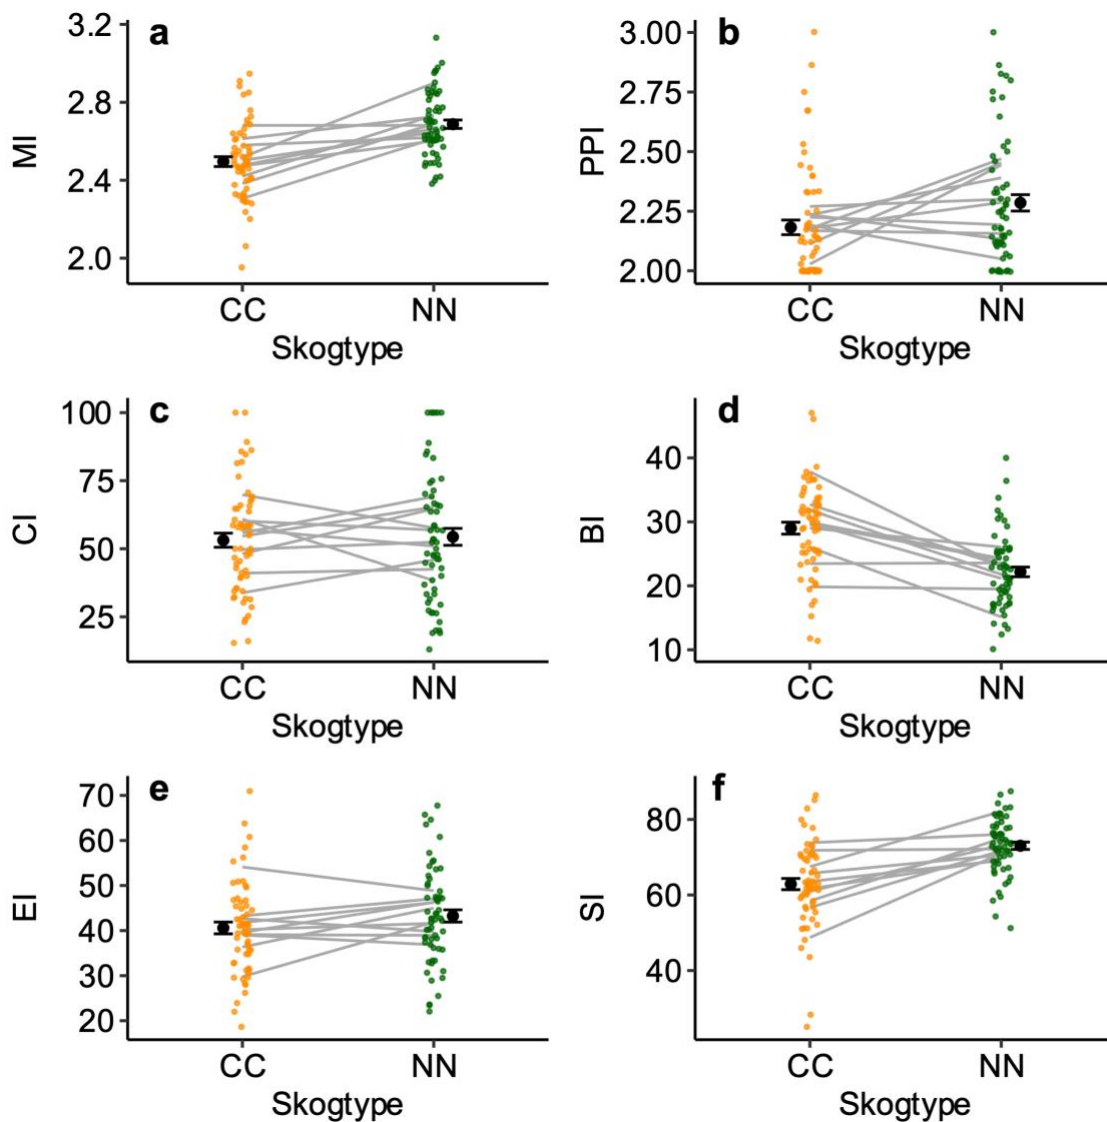 a
3.2
2.8
2.4
2.0
MI
CC NN
Skogtype
b
3.00
2.75
2.50
2.25
2.00
PPI
CC NN
Skogtype
c
100
75
50
25
CI
CC NN
Skogtype
d
40
30
20
10
BI
CC NN
Skogtype
e
70
60
50
40
30
20
EI
CC NN
Skogtype
f
80
60
40
SI
CC NN
Skogtype